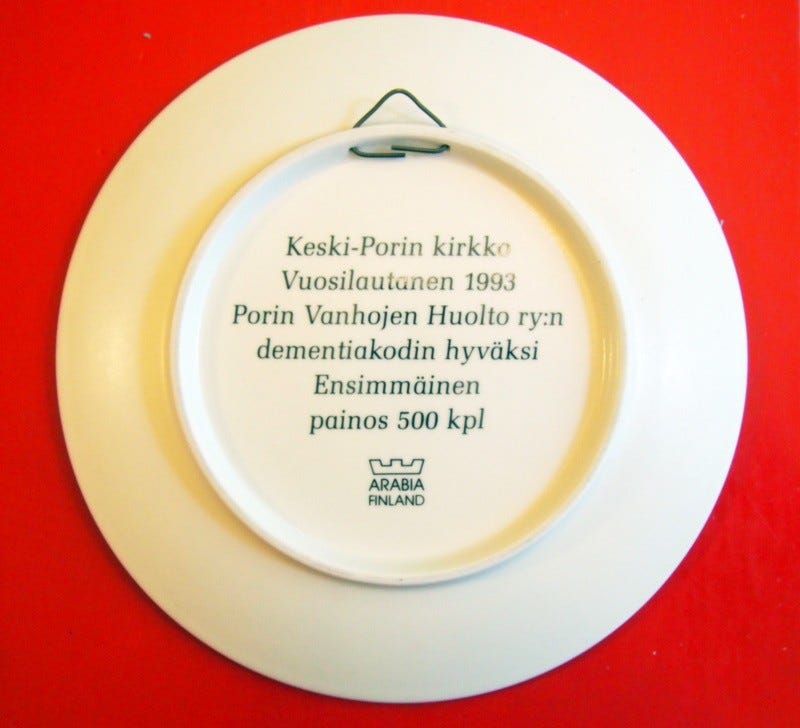 Keski-Porin kirkko
Vuosilautanen 1993
Porin Vanhojen Huolto ry:n
dementiakodin hyväksi
Ensimmäinen
painos 500 kpl
ARABIA
FINLAND